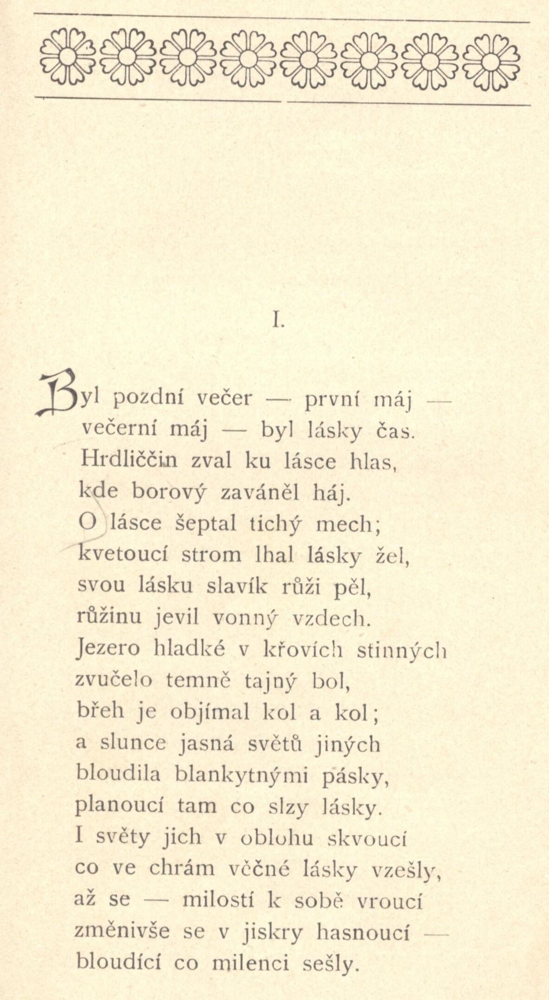 I.
Byl pozdní večer — první máj —
večerní máj — byl lásky čas.
Hrdliččin zval ku lásce hlas,
kde borový zaváněl háj.
O lásce šeptal tichý mech;
kvetoucí strom lhal lásky žel,
svou lásku slavík růži pěl,
růžinu jevil vonný vzdech.
Jezero hladké v křovích stinných
zvučelo temně tajný bol,
břeh je objímal kol a kol;
a slunce jasná světů jiných
bloudila blankytnými pásky,
planoucí tam co slzy lásky.
I světy jich v oblohu skvoucí
co ve chrám věčné lásky vzešly,
až se — milostí k sobě vroucí
změnivše se v jiskry hasnoucí —
bloudící co milenci sešly.